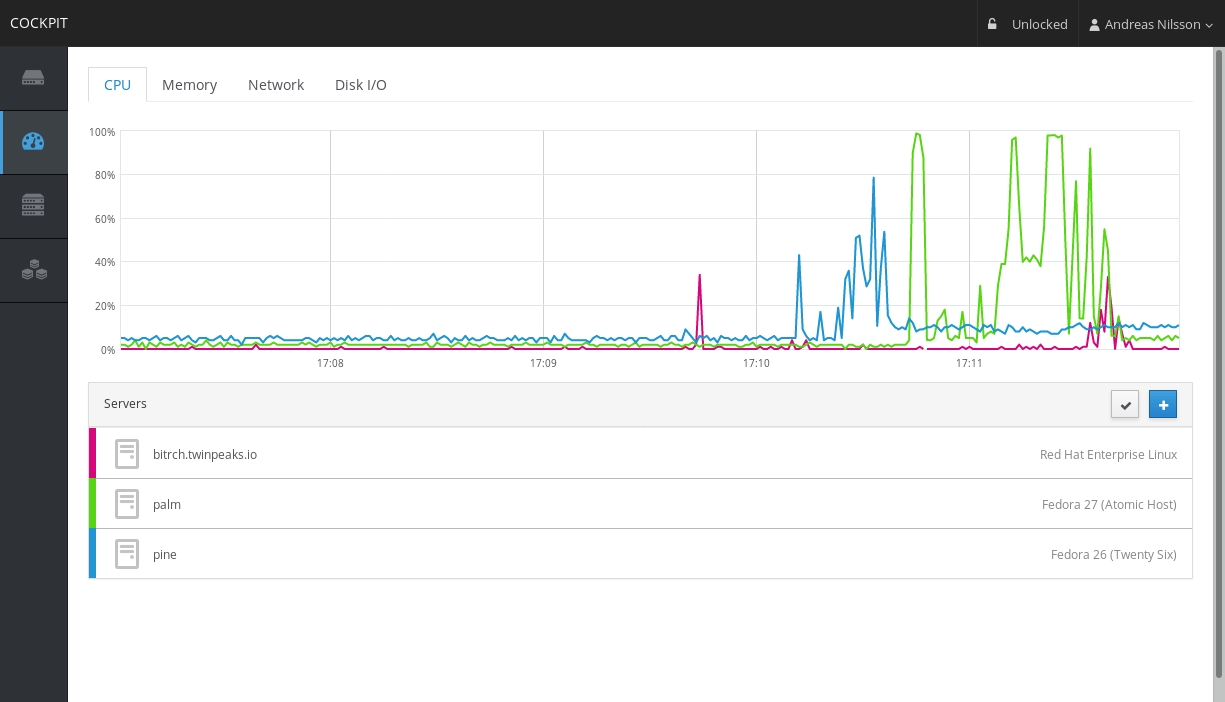 COCKPIT Unlocked Andreas Nilsson
CPU Memory Network Disk I/O
100%
80%
60%
40%
20%
0%
17:08 17:09 17:10 17:11
Servers
bitrch.twinpeaks.io Red Hat Enterprise Linux
palm Fedora 27 (Atomic Host)
pine Fedora 26 (Twenty Six)